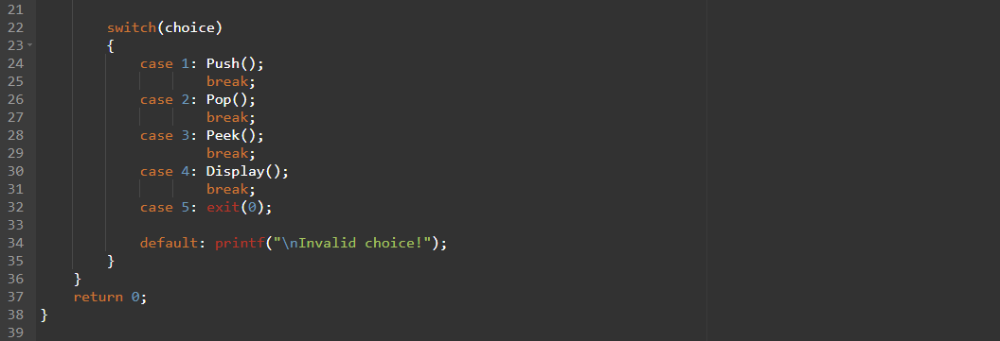 21
22 switch(choice)
23 {
24 case 1: Push();
25 break;
26 case 2: Pop();
27 break;
28 case 3: Peek();
29 break;
30 case 4: Display();
31 break;
32 case 5: exit(0);
33
34 default: printf("\nInvalid choice!");
35 }
36 }
37 return 0;
38 }
39